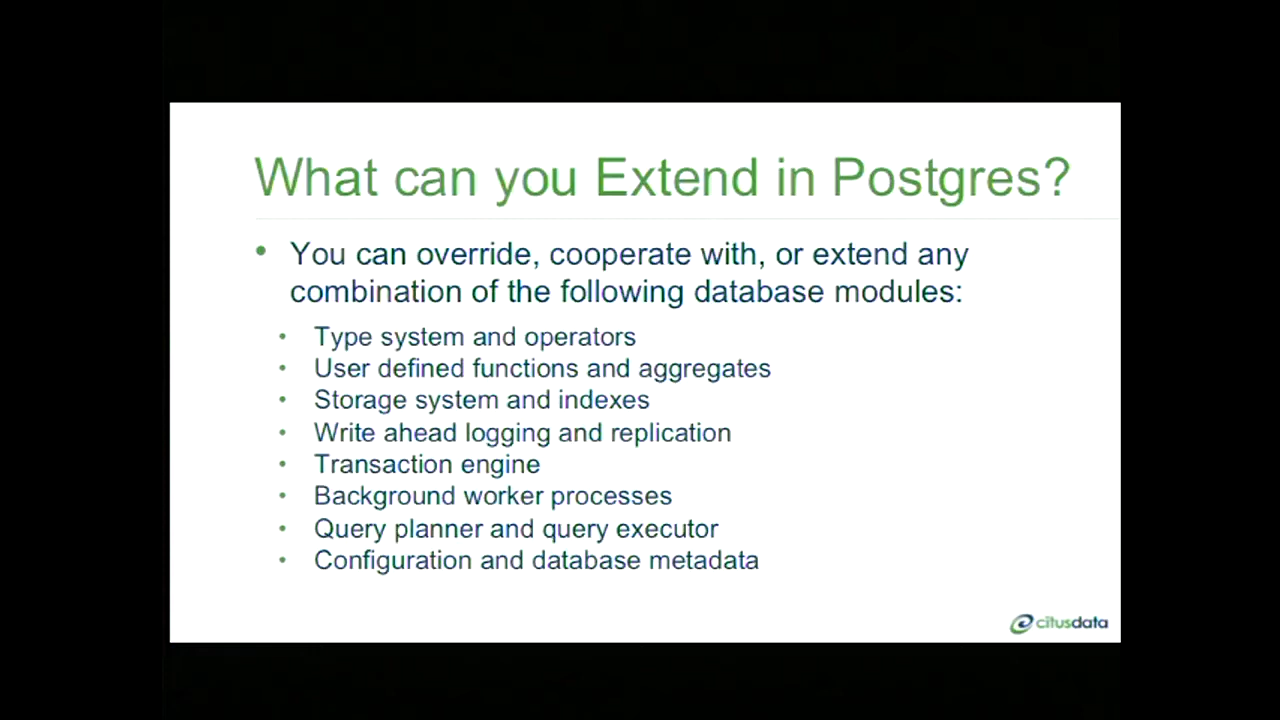 What can you Extend in Postgres?
• You can override, cooperate with, or extend any
combination of the following database modules:
• Type system and operators
• User defined functions and aggregates
• Storage system and indexes
• Write ahead logging and replication
• Transaction engine
• Background worker processes
• Query planner and query executor
• Configuration and database metadata
citusdata